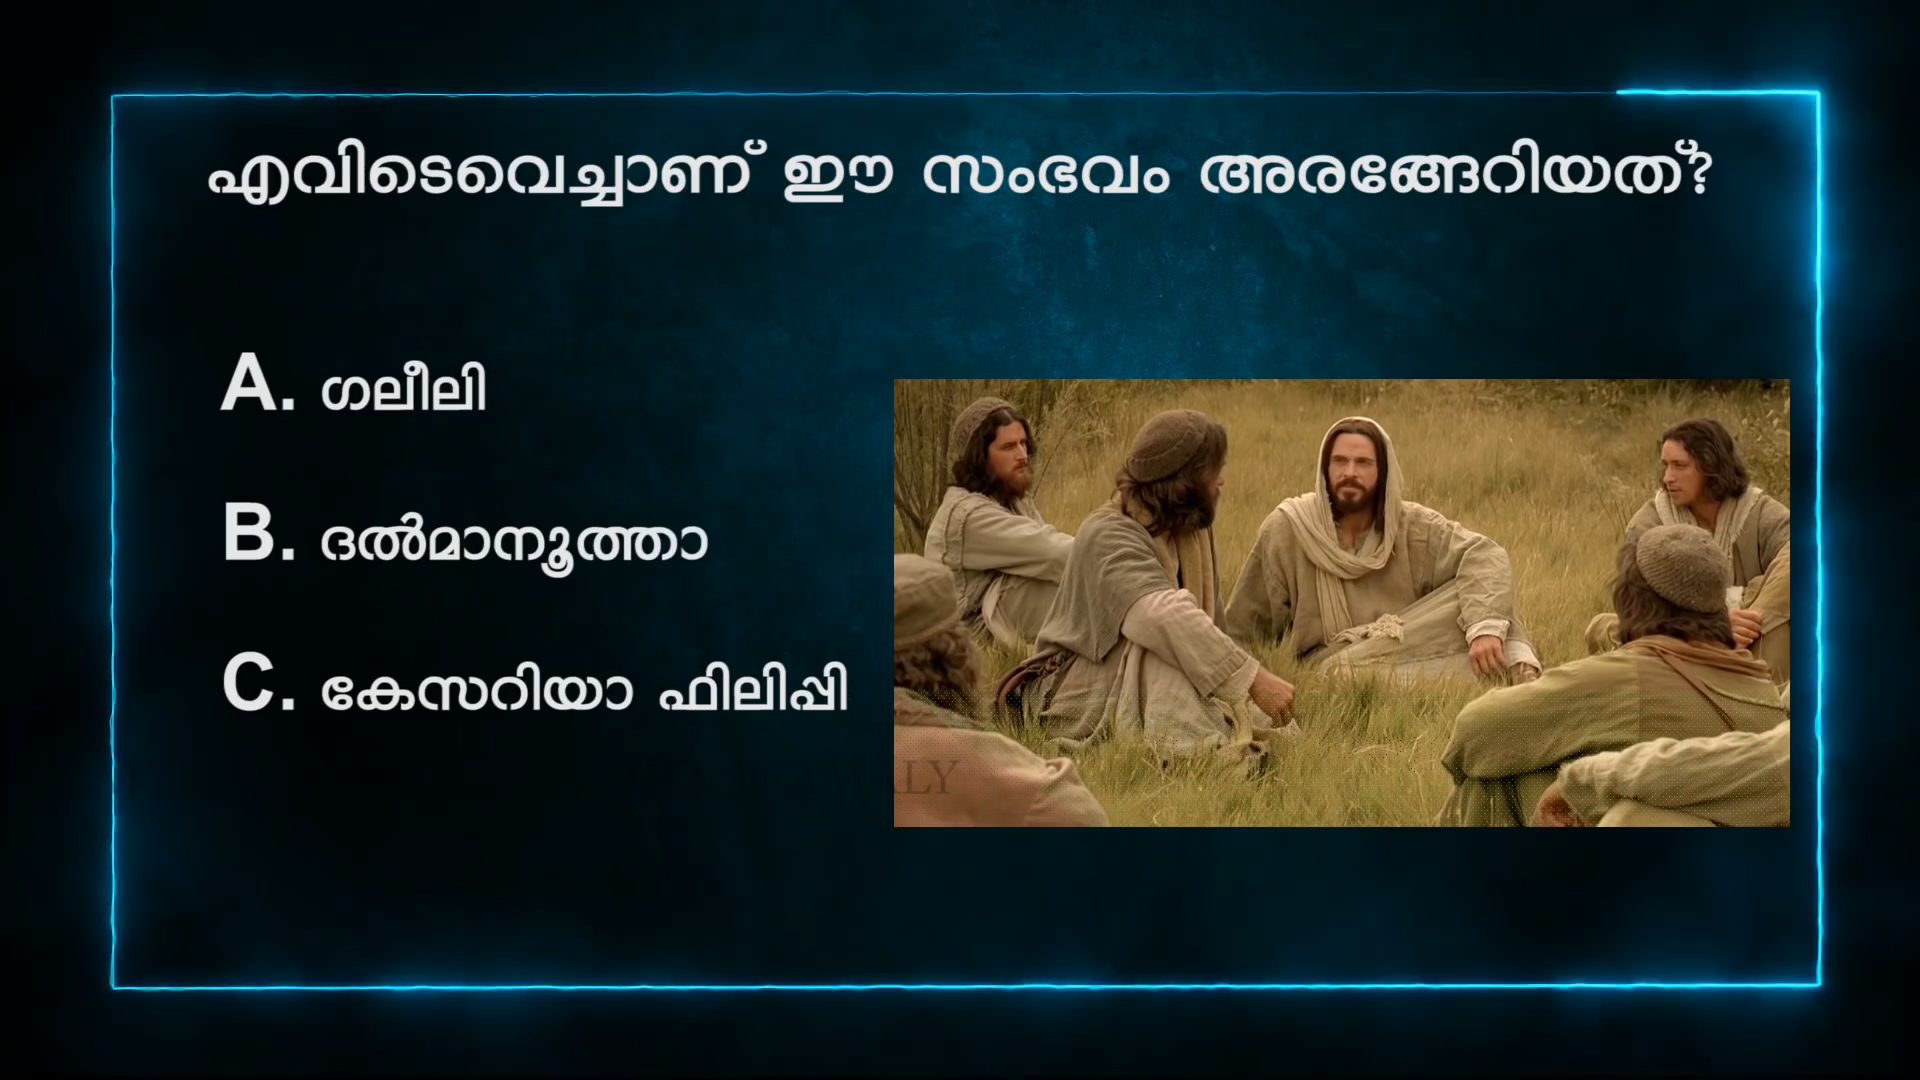 എവിടെവെച്ചാണ് ഈ സംഭവം അരങ്ങേറിയത്?
A. ഗലീലി
B. ദൽമാനൂത്താ
C. കേസറിയാ ഫിലിപ്പി